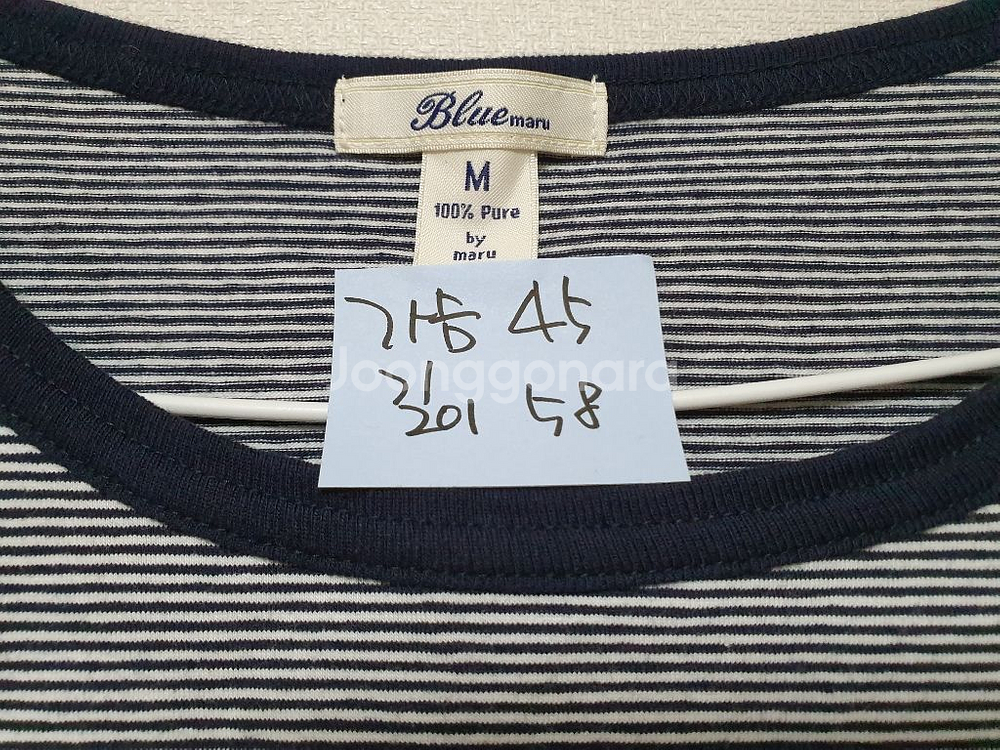 Blue maru
M
100% Pure
by
maru
가슴 45
Joonggonara
길이 58